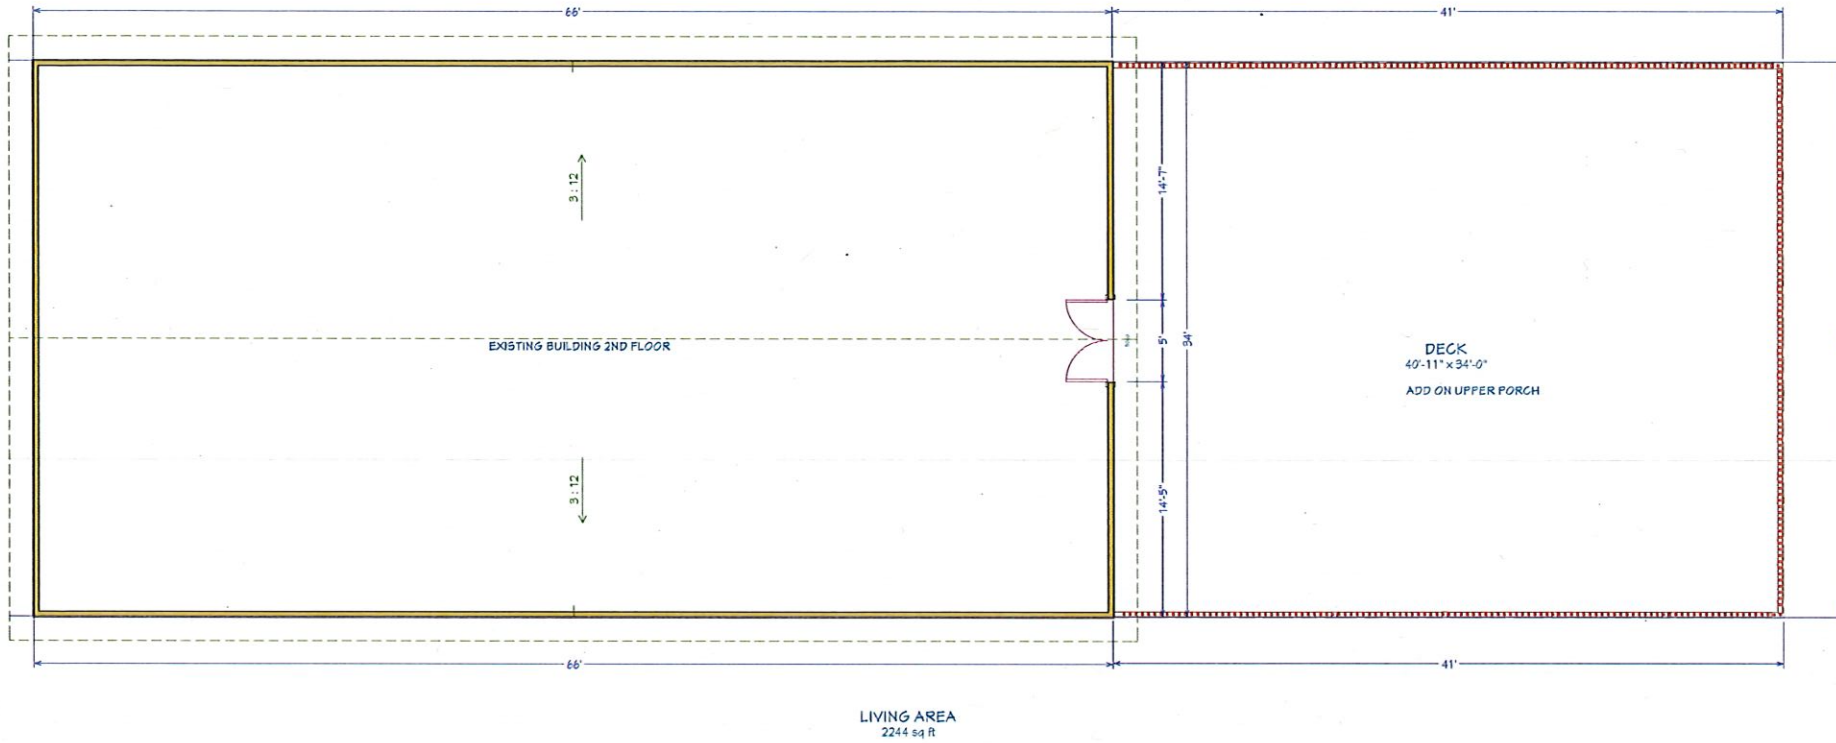 66'
41'
3 : 12
14'-7"
EXISTING BUILDING 2ND FLOOR
5'
34'
DECK
40'-11" x 34'-0"
ADD ON UPPER PORCH
3 : 12
14'-5"
66'
41'
LIVING AREA
2244 sq ft